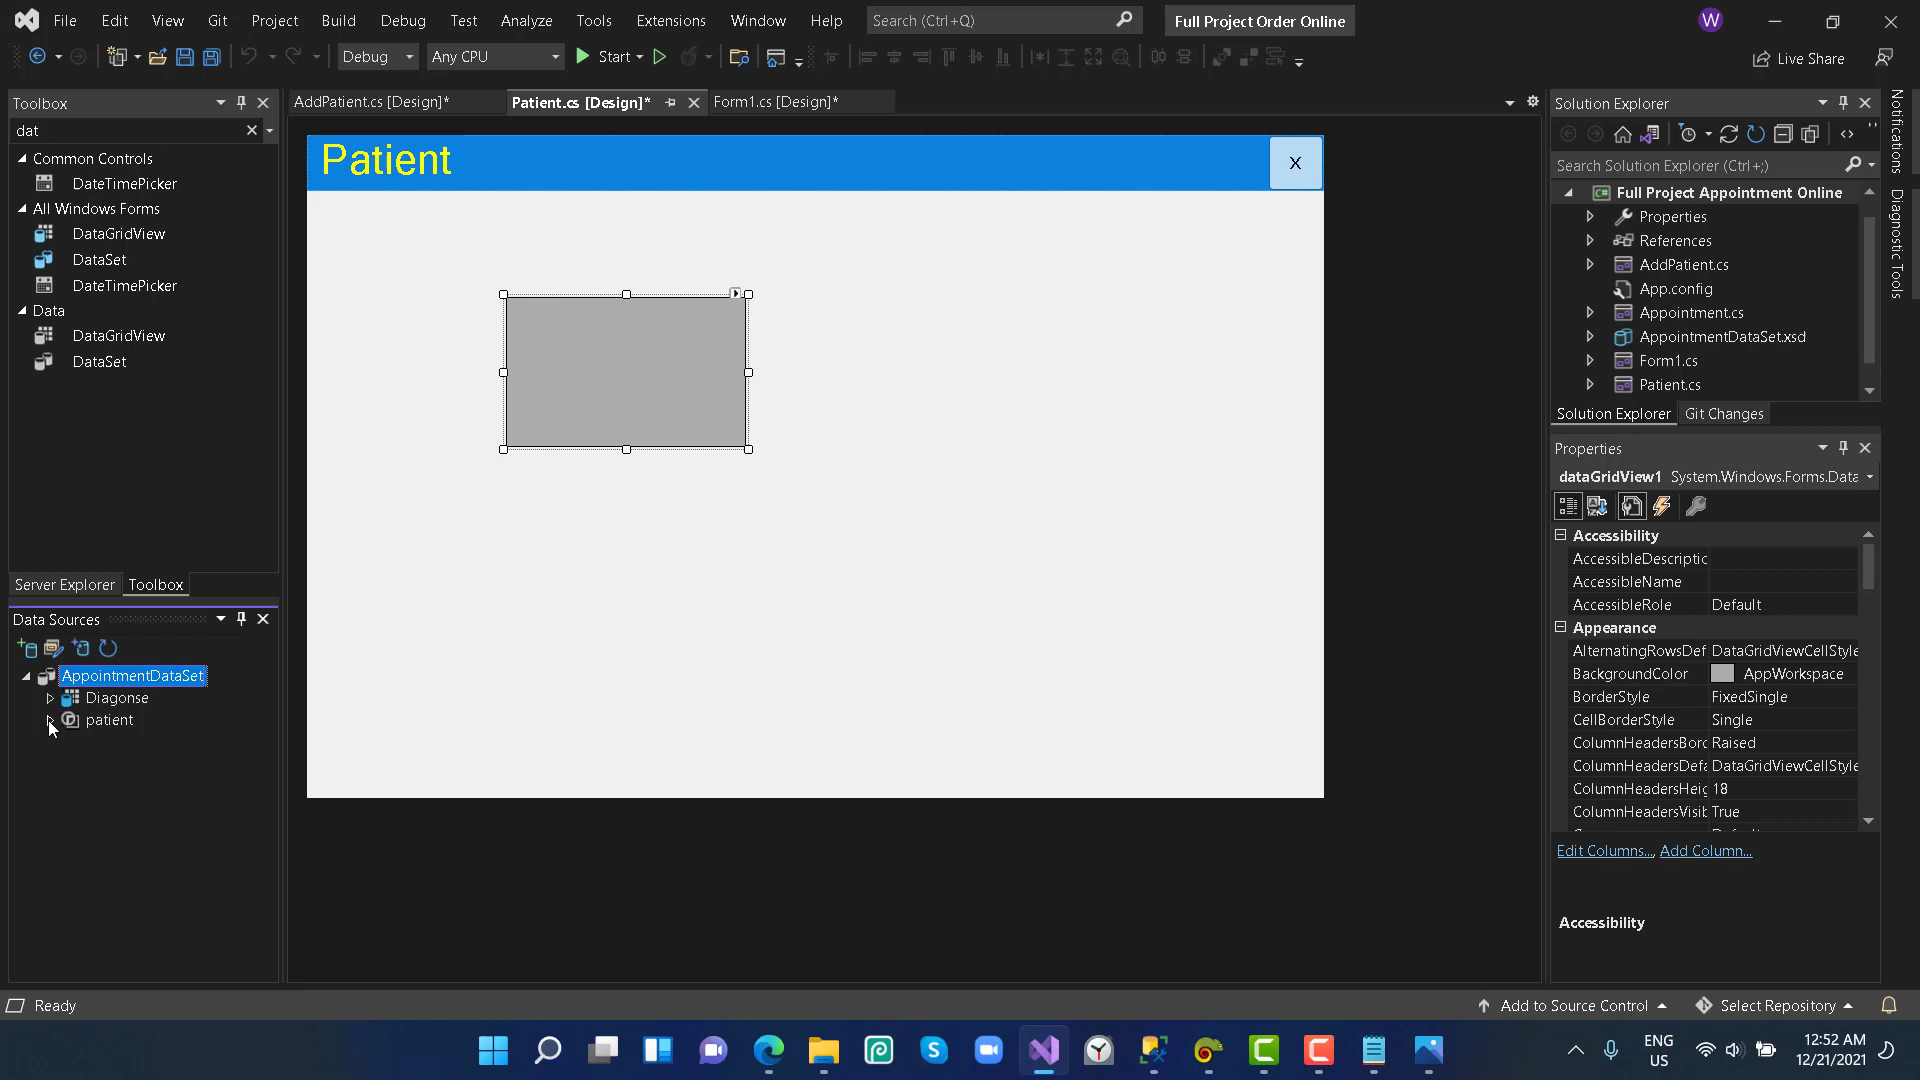 File Edit View Git Project Build Debug Test Analyze Tools Extensions Window Help Search (Ctrl+Q) Full Project Order Online W
Debug Any CPU Start Live Share
Toolbox
dat
Common Controls
DateTimePicker
All Windows Forms
DataGridView
DataSet
DateTimePicker
Data
DataGridView
DataSet
Server Explorer Toolbox
Data Sources
AppointmentDataSet
Diagonse
patient
AddPatient.cs [Design]* Patient.cs [Design]* Form1.cs [Design]*
Patient x
Solution Explorer
Search Solution Explorer (Ctrl+;)
Full Project Appointment Online
Properties
References
AddPatient.cs
App.config
Appointment.cs
AppointmentDataSet.xsd
Form1.cs
Patient.cs
Solution Explorer Git Changes
Properties
dataGridView1 System.Windows.Forms.Data
Accessibility
AccessibleDescriptic
AccessibleName
AccessibleRole Default
Appearance
AlternatingRowsDef DataGridViewCellStyle
BackgroundColor AppWorkspace
BorderStyle FixedSingle
CellBorderStyle Single
ColumnHeadersBorc Raised
ColumnHeadersDefa DataGridViewCellStyle
ColumnHeadersHeig 18
ColumnHeadersVisib True
Edit Columns..., Add Column...
Accessibility
Notifications
Diagnostic Tools
Ready Add to Source Control Select Repository
ENG
US
12:52 AM
12/21/2021